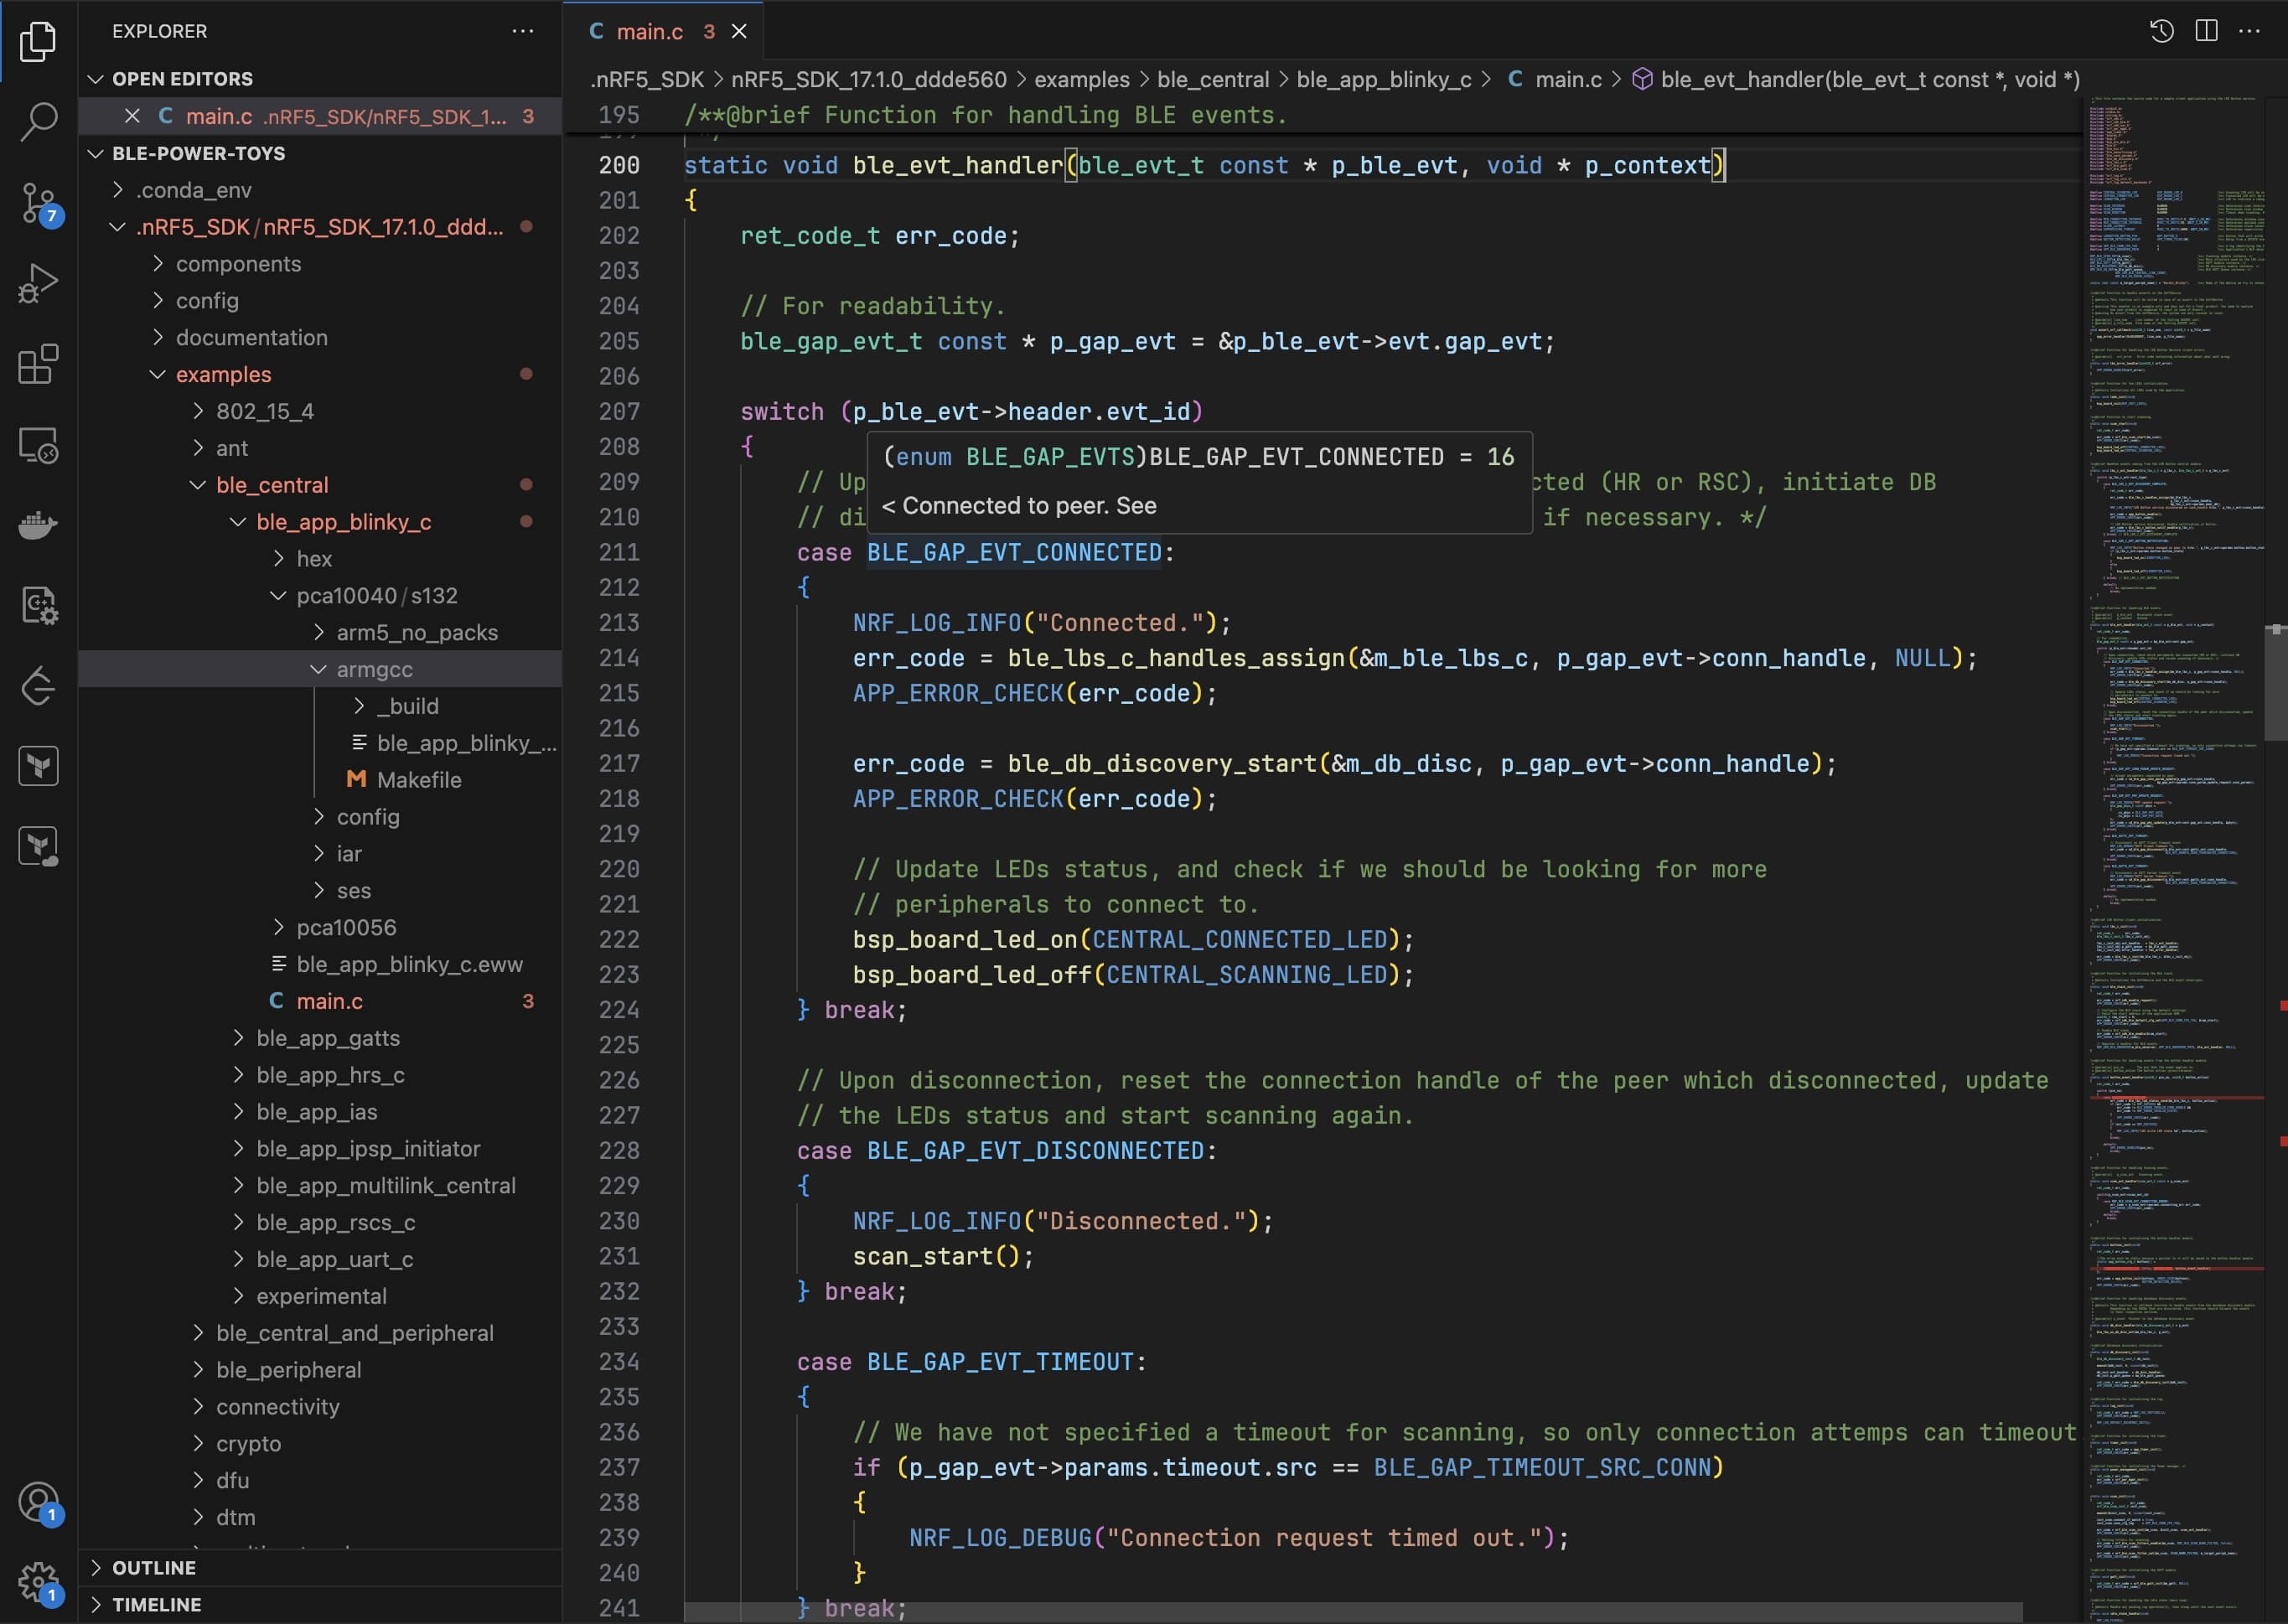 EXPLORER
OPEN EDITORS
main.c .nRF5_SDK/nRF5_SDK_1... 3
BLE-POWER-TOYS
.conda_env
.nRF5_SDK/nRF5_SDK_17.1.0_ddd...
components
config
documentation
examples
802_15_4
ant
ble_central
ble_app_blinky_c
hex
pca10040/s132
arm5_no_packs
armgcc
_build
ble_app_blinky_...
M Makefile
config
iar
ses
pca10056
ble_app_blinky_c.eww
C main.c 3
ble_app_gatts
ble_app_hrs_c
ble_app_ias
ble_app_ipsp_initiator
ble_app_multilink_central
ble_app_rscs_c
ble_app_uart_c
experimental
ble_central_and_peripheral
ble_peripheral
connectivity
crypto
dfu
dtm
OUTLINE
TIMELINE
7
1
1
C main.c 3
.nRF5_SDK > nRF5_SDK_17.1.0_ddde560 > examples > ble_central > ble_app_blinky_c > C main.c > ble_evt_handler(ble_evt_t const *, void *)
195 /**@brief Function for handling BLE events.
200 static void ble_evt_handler(ble_evt_t const * p_ble_evt, void * p_context)
201 {
202 ret_code_t err_code;
203
204 // For readability.
205 ble_gap_evt_t const * p_gap_evt = &p_ble_evt->evt.gap_evt;
206
207 switch (p_ble_evt->header.evt_id)
208 {
(enum BLE_GAP_EVTS)BLE_GAP_EVT_CONNECTED = 16
< Connected to peer. See
209 // Up cted (HR or RSC), initiate DB
210 // di if necessary. */
211 case BLE_GAP_EVT_CONNECTED:
212 {
213 NRF_LOG_INFO("Connected.");
214 err_code = ble_lbs_c_handles_assign(&m_ble_lbs_c, p_gap_evt->conn_handle, NULL);
215 APP_ERROR_CHECK(err_code);
216
217 err_code = ble_db_discovery_start(&m_db_disc, p_gap_evt->conn_handle);
218 APP_ERROR_CHECK(err_code);
219
220 // Update LEDs status, and check if we should be looking for more
221 // peripherals to connect to.
222 bsp_board_led_on(CENTRAL_CONNECTED_LED);
223 bsp_board_led_off(CENTRAL_SCANNING_LED);
224 } break;
225
226 // Upon disconnection, reset the connection handle of the peer which disconnected, update
227 // the LEDs status and start scanning again.
228 case BLE_GAP_EVT_DISCONNECTED:
229 {
230 NRF_LOG_INFO("Disconnected.");
231 scan_start();
232 } break;
233
234 case BLE_GAP_EVT_TIMEOUT:
235 {
236 // We have not specified a timeout for scanning, so only connection attemps can timeout
237 if (p_gap_evt->params.timeout.src == BLE_GAP_TIMEOUT_SRC_CONN)
238 {
239 NRF_LOG_DEBUG("Connection request timed out.");
240 }
241 } break;